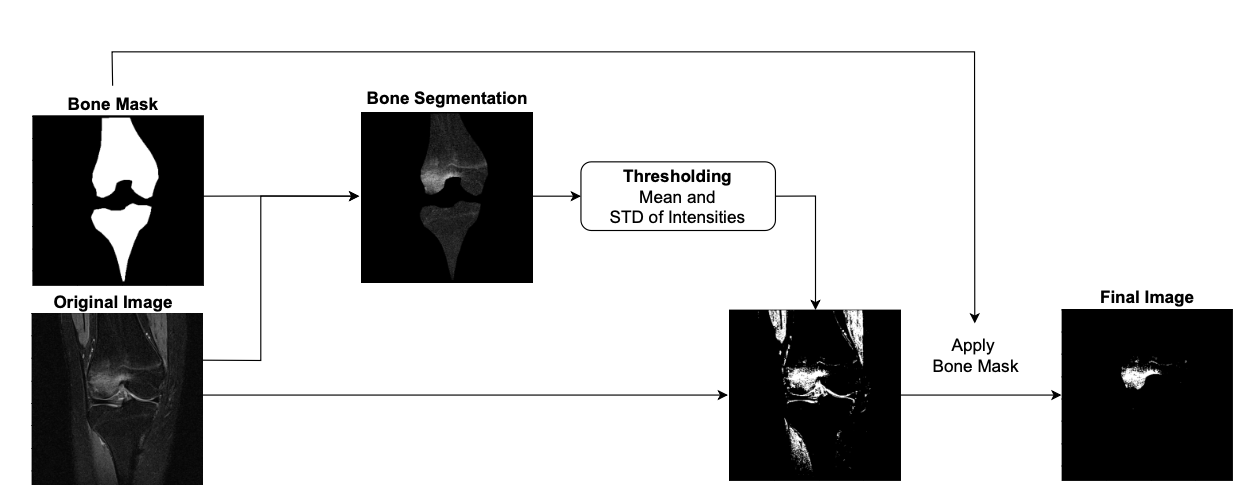 Bone Mask
Bone Segmentation
Thresholding
Mean and
STD of Intensities
Original Image
Final Image
Apply
Bone Mask